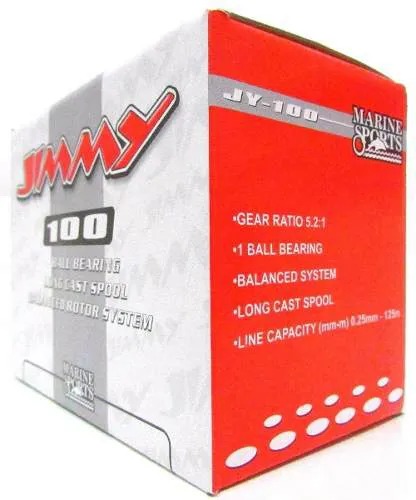 JIMMY
100
BALL BEARING
LONG CAST SPOOL
BALANCED ROTOR SYSTEM
MARINE
SPORTS
JY-100
MARINE
SPORTS
•GEAR RATIO 5.2:1
•1 BALL BEARING
•BALANCED SYSTEM
•LONG CAST SPOOL
•LINE CAPACITY (mm-m) 0.25mm - 125m
JIMMY